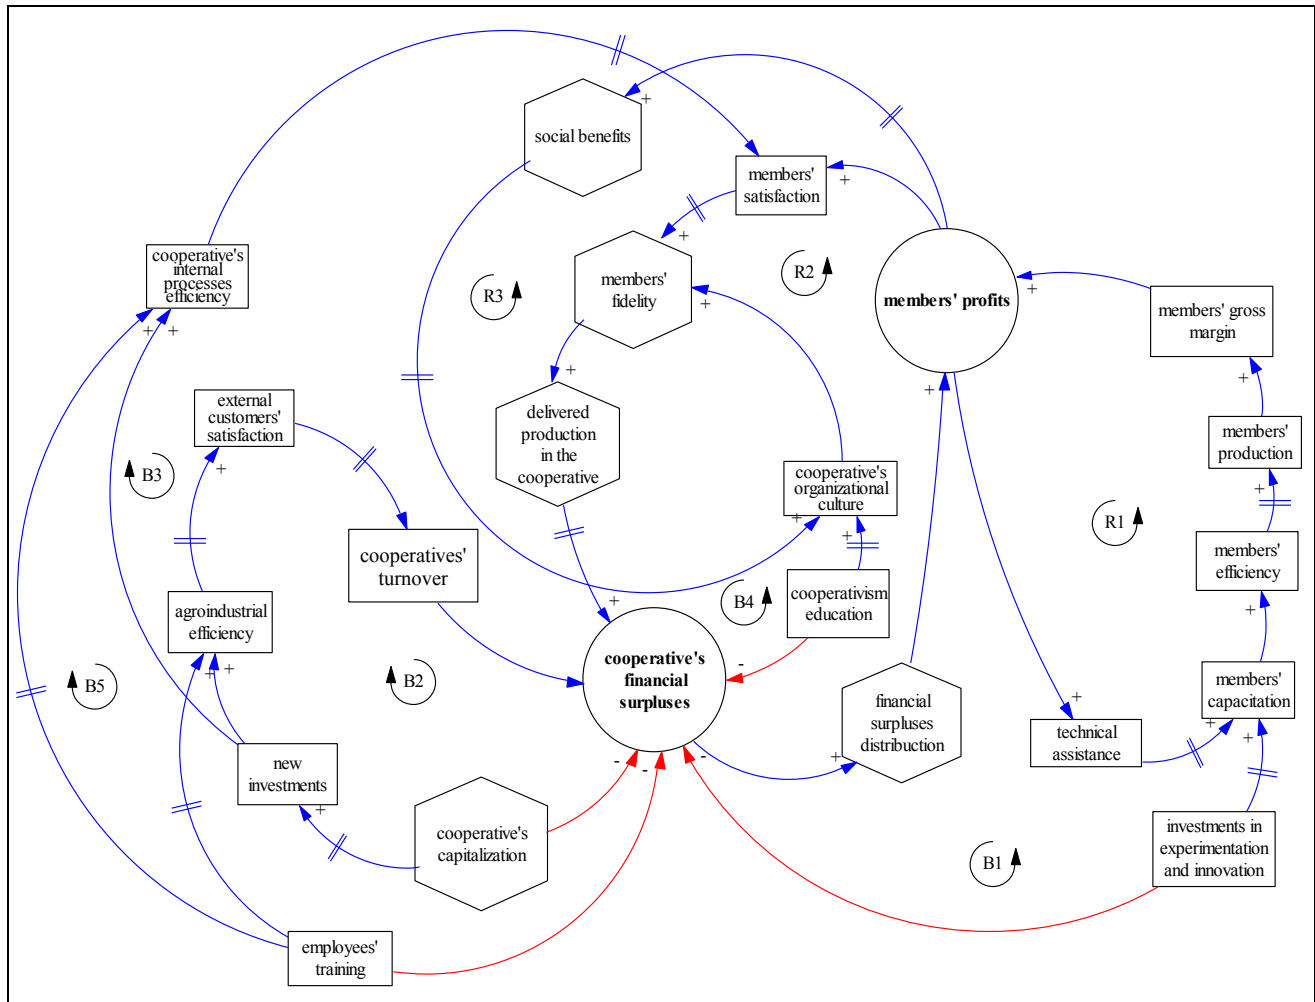 social benefits
+
members'
satisfaction
+
+
cooperative's
internal
processes
efficiency
+ +
R3
members'
fidelity
+
R2
members' profits
+
members' gross
margin
+
external
customers'
satisfaction
+
B3
delivered
production
in the
cooperative
+
+
members'
production
+
cooperative's
organizational
culture
+
+
R1
cooperatives'
turnover
members'
efficiency
+
agroindustrial
efficiency
+
+
cooperativism
education
B4
+
cooperative's
financial
surpluses
-
B5
B2
financial
surpluses
distribuction
+
members'
capacitation
+
+
technical
assistance
+
new
investments
+
-
-
-
cooperative's
capitalization
investments in
experimentation
and innovation
B1
employees'
training